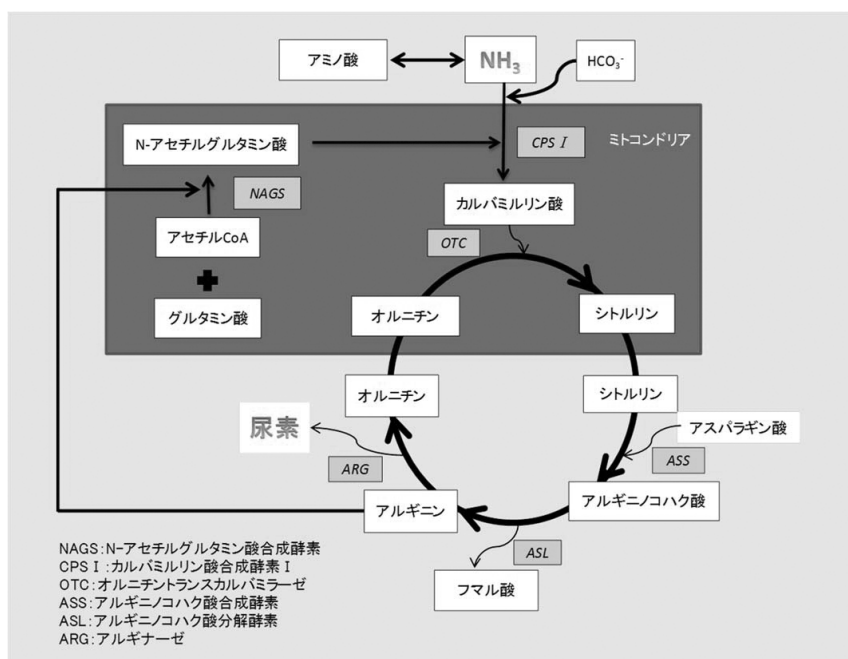 アミノ酸
NH₃
HCO₃⁻
N-アセチルグルタミン酸
CPS Ⅰ
ミトコンドリア
NAGS
カルバミルリン酸
アセチルCoA
OTC
グルタミン酸
オルニチン
シトルリン
オルニチン
シトルリン
尿素
アスパラギン酸
ARG
ASS
アルギニン
アルギニノコハク酸
ASL
フマル酸
NAGS:N-アセチルグルタミン酸合成酵素
CPS Ⅰ:カルバミルリン酸合成酵素Ⅰ
OTC:オルニチントランスカルバミラーゼ
ASS:アルギニノコハク酸合成酵素
ASL:アルギニノコハク酸分解酵素
ARG:アルギナーゼ